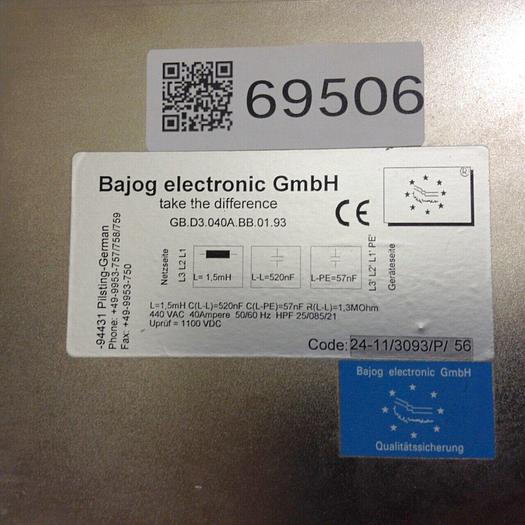 69506
Bajog electronic GmbH
take the difference
GB.D3.040A.BB.01.93
CE
®
-94431 Pilsting-German
Phone: +49-9953-757/758/759
Fax: +49-9953-750
Netzseite
L3 L2 L1
L= 1,5mH
L-L=520nF
L-PE=57nF
L3' L2' L1' PE'
Geräteseite
L=1,5mH C(L-L)=520nF C(L-PE)=57nF R(L-L)=1,3MOhm
440 VAC 40Ampere 50/60 Hz HPF 25/085/21
Uprüf = 1100 VDC
Code: 24-11/3093/P/ 56
Bajog electronic GmbH
Qualitätssicherung